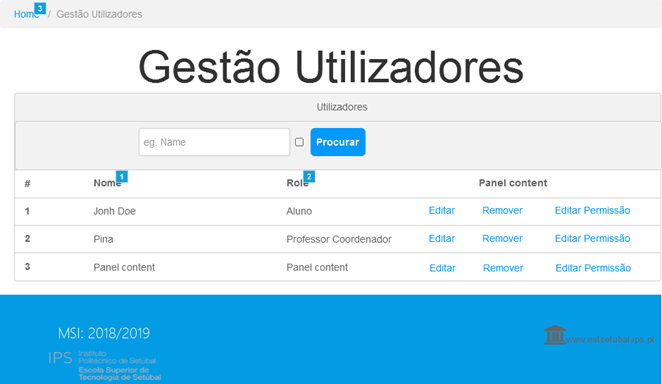 Home 3 / Gestão Utilizadores
Gestão Utilizadores
Utilizadores
eg. Name Procurar
# Nome 1 Role 2 Panel content
1 Jonh Doe Aluno Editar Remover Editar Permissão
2 Pina Professor Coordenador Editar Remover Editar Permissão
3 Panel content Panel content Editar Remover Editar Permissão
MSI: 2018/2019
www.estsetubal.ips.pt
IPS Instituto
Politécnico de Setúbal
Escola Superior de
Tecnologia de Setúbal